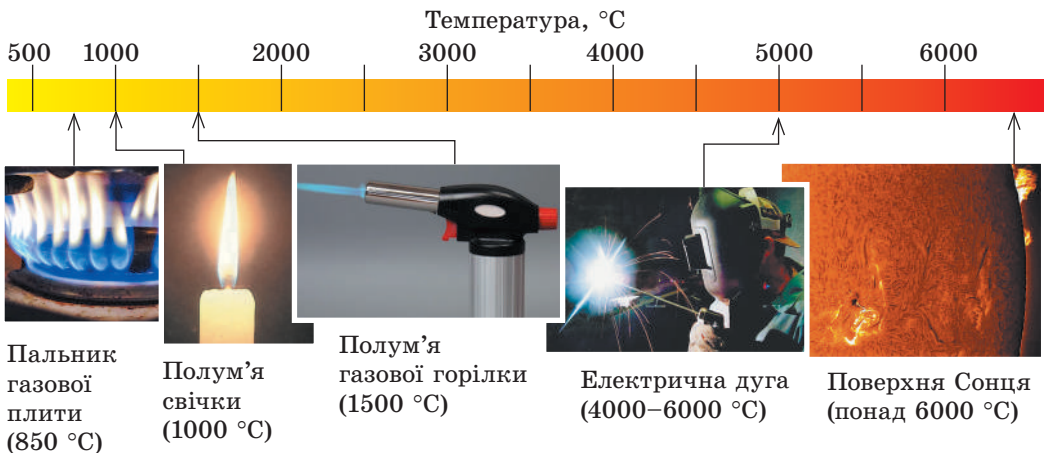 Температура, °C
500 1000 2000 3000 4000 5000 6000
Пальник
газової
плити
(850 °C)
Полум’я
свічки
(1000 °C)
Полум’я
газової горілки
(1500 °C)
Електрична дуга
(4000–6000 °C)
Поверхня Сонця
(понад 6000 °C)